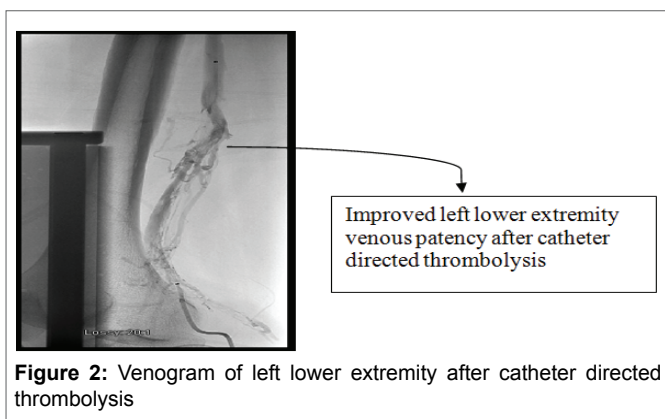 Improved left lower extremity
venous patency after catheter
directed thrombolysis
Figure 2: Venogram of left lower extremity after catheter directed
thrombolysis